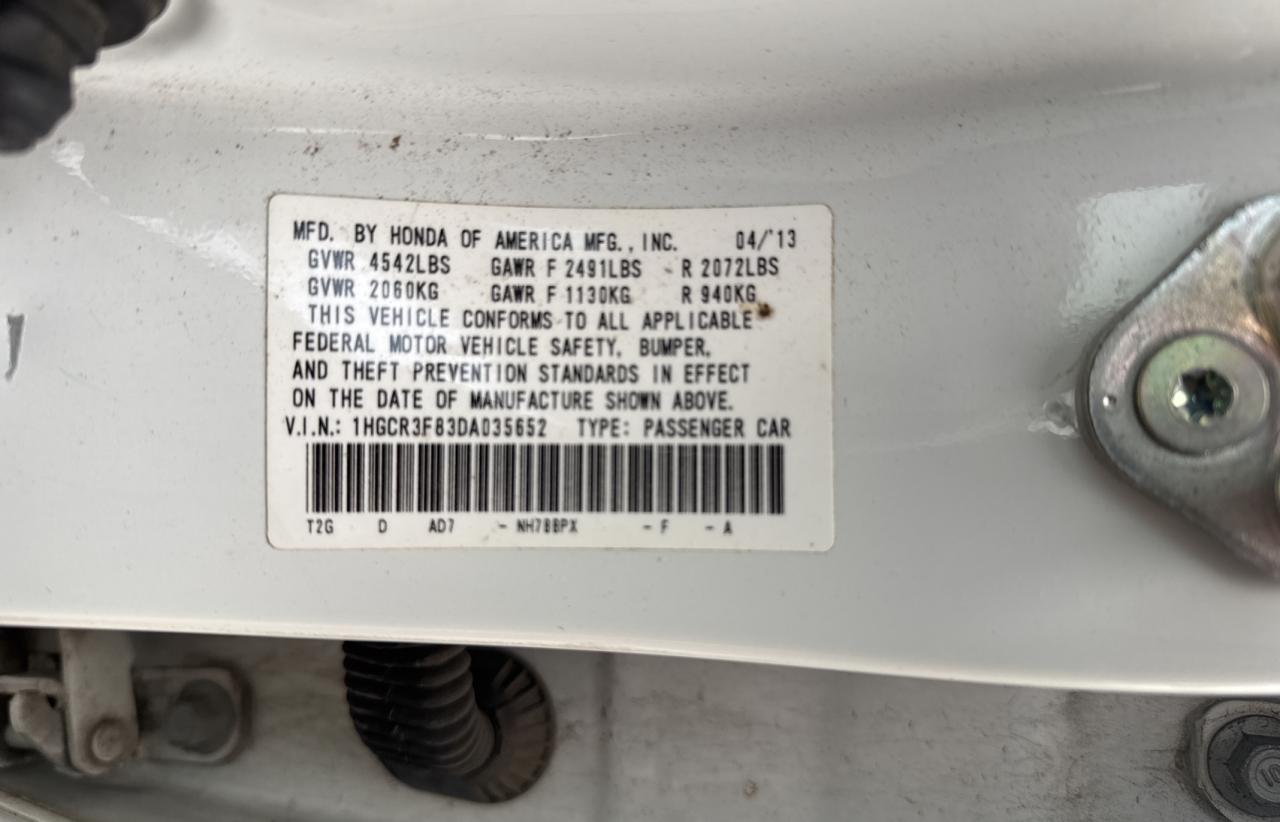 MFD. BY HONDA OF AMERICA MFG., INC. 04/'13
GVWR 4542LBS GAWR F 2491LBS R 2072LBS
GVWR 2060KG GAWR F 1130KG R 940KG
THIS VEHICLE CONFORMS TO ALL APPLICABLE
FEDERAL MOTOR VEHICLE SAFETY, BUMPER,
AND THEFT PREVENTION STANDARDS IN EFFECT
ON THE DATE OF MANUFACTURE SHOWN ABOVE.
V.I.N.: 1HGCR3F83DA035652 TYPE: PASSENGER CAR
T2G D AD7 - NH788PX - F - A